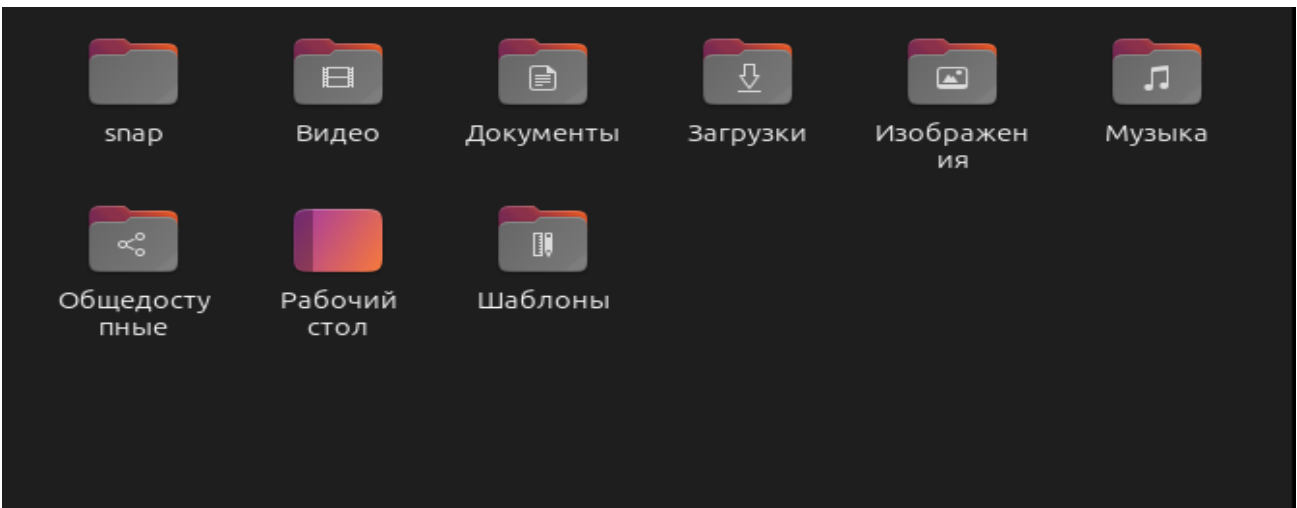 snap
Видео
Документы
Загрузки
Изображен
ия
Музыка
Общедосту
пные
Рабочий
стол
Шаблоны